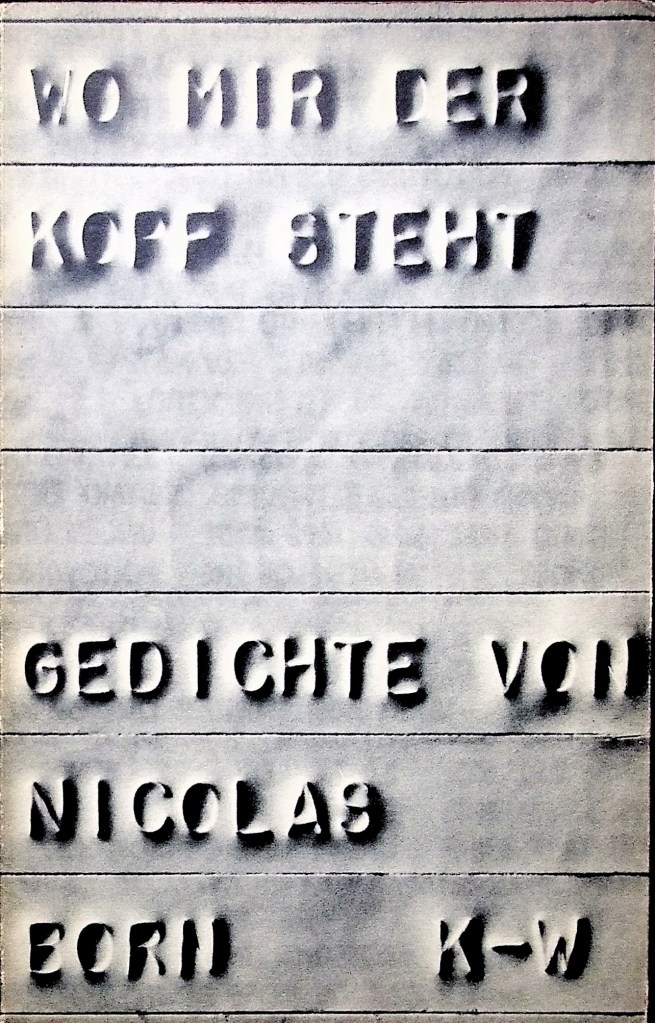 WO MIR DER
KOPF STEHT
GEDICHTE VON
NICOLAS
BORN K-W